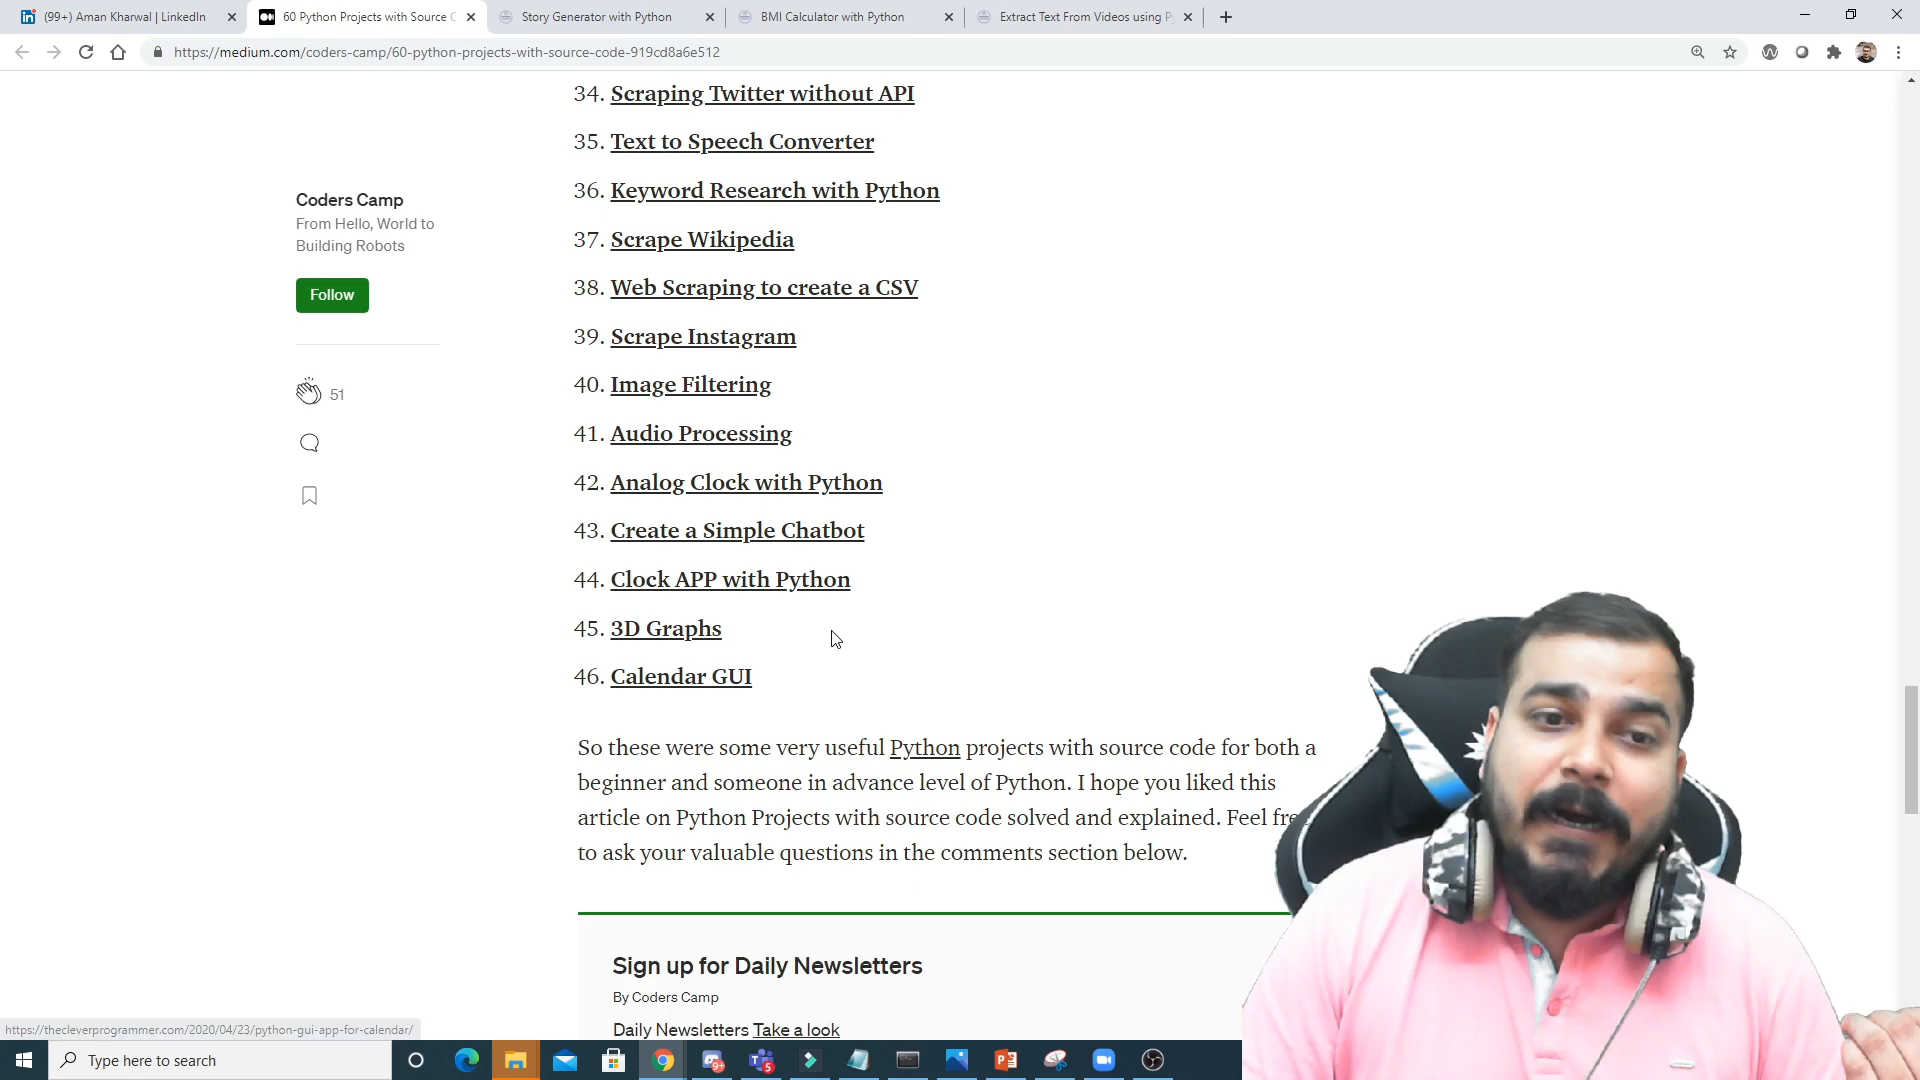 (99+) Aman Kharwal | LinkedIn
60 Python Projects with Source C
Story Generator with Python
BMI Calculator with Python
Extract Text From Videos using P
https://medium.com/coders-camp/60-python-projects-with-source-code-919cd8a6e512
34. Scraping Twitter without API
35. Text to Speech Converter
36. Keyword Research with Python
37. Scrape Wikipedia
38. Web Scraping to create a CSV
39. Scrape Instagram
40. Image Filtering
41. Audio Processing
42. Analog Clock with Python
43. Create a Simple Chatbot
44. Clock APP with Python
45. 3D Graphs
46. Calendar GUI
Coders Camp
From Hello, World to
Building Robots
Follow
51
So these were some very useful Python projects with source code for both a
beginner and someone in advance level of Python. I hope you liked this
article on Python Projects with source code solved and explained. Feel
to ask your valuable questions in the comments section below.
Sign up for Daily Newsletters
By Coders Camp
Daily Newsletters Take a look
https://thecleverprogrammer.com/2020/04/23/python-gui-app-for-calendar/
Type here to search
9+
5